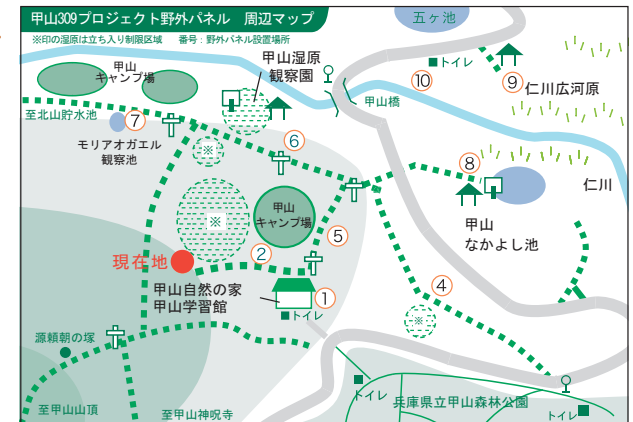 甲山309プロジェクト野外パネル 周辺マップ
※印の湿原は立ち入り制限区域 番号：野外パネル設置場所
五ヶ池
甲山
キャンプ場
甲山湿原
観察園
⑩
トイレ
⑨
仁川広河原
至北山貯水池
⑦
甲山橋
モリアオガエル
観察池
※
⑥
⑧
仁川
※
甲山
キャンプ場
甲山
なかよし池
⑤
現在地
②
④
甲山自然の家
甲山学習館
①
トイレ
※
源頼朝の塚
至甲山山頂
至甲山神呪寺
トイレ
兵庫県立甲山森林公園
トイレ